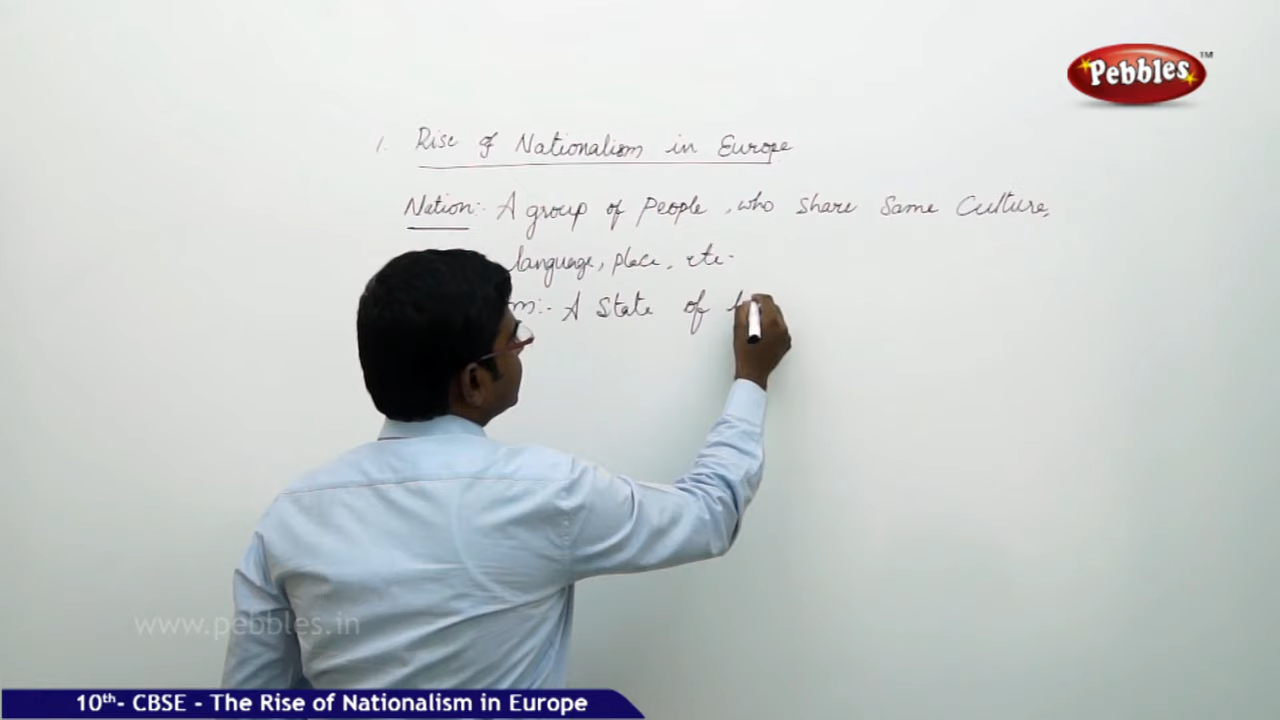 Pebbles™
1. Rise of Nationalism in Europe
Nation:- A group of People, who share same Culture,
language, place, etc.
A State of
www.pebbles.in
10th- CBSE - The Rise of Nationalism in Europe